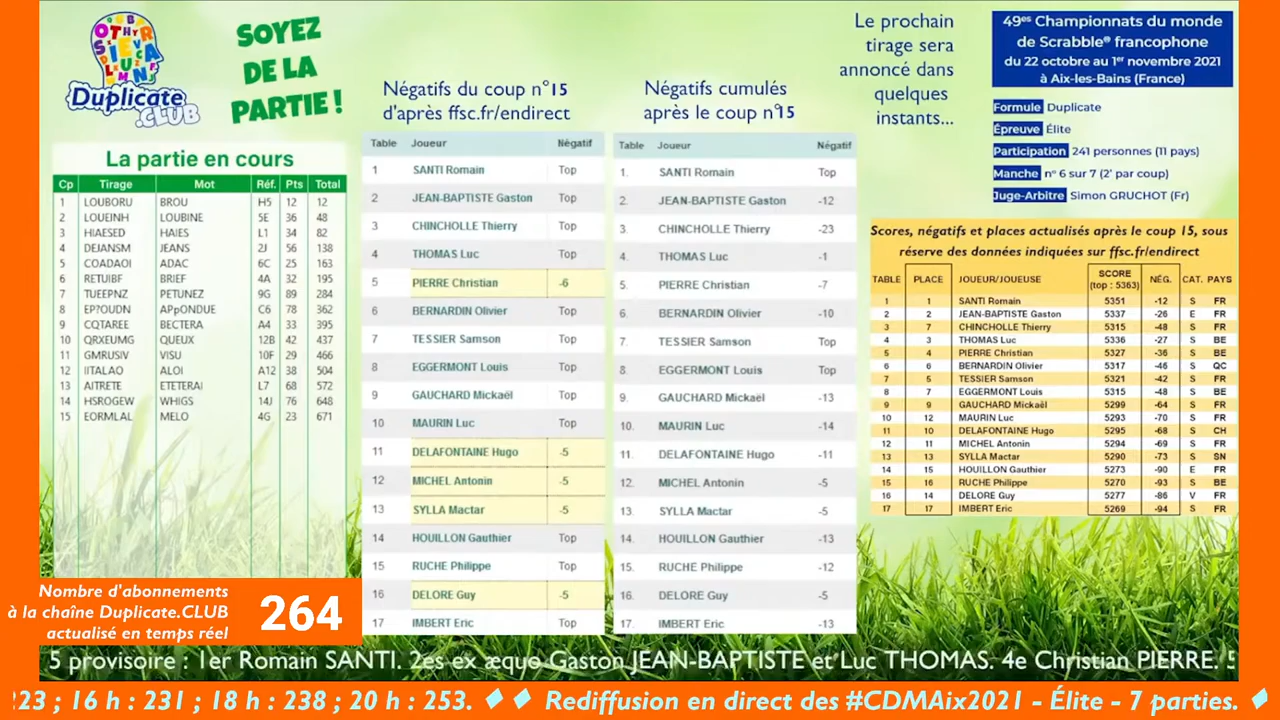 Duplicate
.CLUB
SOYEZ
DE LA
PARTIE !
Négatifs du coup n°15
d'après ffsc.fr/endirect
Négatifs cumulés
après le coup n°15
Le prochain
tirage sera
annoncé dans
quelques
instants...
49es Championnats du monde
de Scrabble® francophone
du 22 octobre au 1er novembre 2021
à Aix-les-Bains (France)
Formule Duplicate
Épreuve Élite
Participation 241 personnes (11 pays)
Manche n° 6 sur 7 (2' par coup)
Juge-Arbitre Simon GRUCHOT (Fr)
La partie en cours
Cp Tirage Mot Réf. Pts Total
1 LOUBORU BROU H5 12 12
2 LOUEINH LOUBINE 5E 36 48
3 HIAESED HAIES L1 34 82
4 DEJANSM JEANS 2J 56 138
5 COADAOI ADAC 6C 25 163
6 RETUIBF BRIEF 4A 32 195
7 TUEEPNZ PETUNEZ 9G 89 284
8 EP?OUDN APpONDUE C6 78 362
9 CQTAREE BECTERA A4 33 395
10 QRXEUMG QUEUX 12B 42 437
11 GMRUSIV VISU 10F 29 466
12 IITALAO ALOI A12 38 504
13 AITRETE ETETERAI L7 68 572
14 HSROGEW WHIGS 14J 76 648
15 EORMLAL MELO 4G 23 671
Table Joueur Négatif
1 SANTI Romain Top
2 JEAN-BAPTISTE Gaston Top
3 CHINCHOLLE Thierry Top
4 THOMAS Luc Top
5 PIERRE Christian -6
6 BERNARDIN Olivier Top
7 TESSIER Samson Top
8 EGGERMONT Louis Top
9 GAUCHARD Mickaël Top
10 MAURIN Luc Top
11 DELAFONTAINE Hugo -5
12 MICHEL Antonin -5
13 SYLLA Mactar -5
14 HOUILLON Gauthier Top
15 RUCHE Philippe Top
16 DELORE Guy -5
17 IMBERT Eric Top
Table Joueur Négatif
1. SANTI Romain Top
2. JEAN-BAPTISTE Gaston -12
3. CHINCHOLLE Thierry -23
4. THOMAS Luc -1
5. PIERRE Christian -7
6. BERNARDIN Olivier -10
7. TESSIER Samson Top
8. EGGERMONT Louis Top
9. GAUCHARD Mickaël -13
10. MAURIN Luc -14
11. DELAFONTAINE Hugo -11
12. MICHEL Antonin -5
13. SYLLA Mactar -5
14. HOUILLON Gauthier -13
15. RUCHE Philippe -12
16. DELORE Guy -5
17. IMBERT Eric -13
Scores, négatifs et places actualisés après le coup 15, sous
réserve des données indiquées sur ffsc.fr/endirect
TABLE PLACE JOUEUR/JOUEUSE SCORE (top : 5363) NÉG. CAT. PAYS
1 1 SANTI Romain 5351 -12 S FR
2 2 JEAN-BAPTISTE Gaston 5337 -26 E FR
3 7 CHINCHOLLE Thierry 5315 -48 S FR
4 3 THOMAS Luc 5336 -27 S BE
5 4 PIERRE Christian 5327 -36 S BE
6 6 BERNARDIN Olivier 5317 -46 S QC
7 5 TESSIER Samson 5321 -42 S FR
8 7 EGGERMONT Louis 5315 -48 S BE
9 9 GAUCHARD Mickaël 5299 -64 S FR
10 12 MAURIN Luc 5293 -70 S FR
11 10 DELAFONTAINE Hugo 5295 -68 S CH
12 11 MICHEL Antonin 5294 -69 S FR
13 13 SYLLA Mactar 5290 -73 S SN
14 15 HOUILLON Gauthier 5273 -90 E FR
15 16 RUCHE Philippe 5270 -93 S BE
16 14 DELORE Guy 5277 -86 V FR
17 17 IMBERT Eric 5269 -94 S FR
Nombre d'abonnements
à la chaîne Duplicate.CLUB
actualisé en temps réel
264
5 provisoire : 1er Romain SANTI. 2es ex æquo Gaston JEAN-BAPTISTE et Luc THOMAS. 4e Christian PIERRE. 5
223 ; 16 h : 231 ; 18 h : 238 ; 20 h : 253. ♦ ♦ Rediffusion en direct des #CDMAix2021 - Élite - 7 parties. ♦